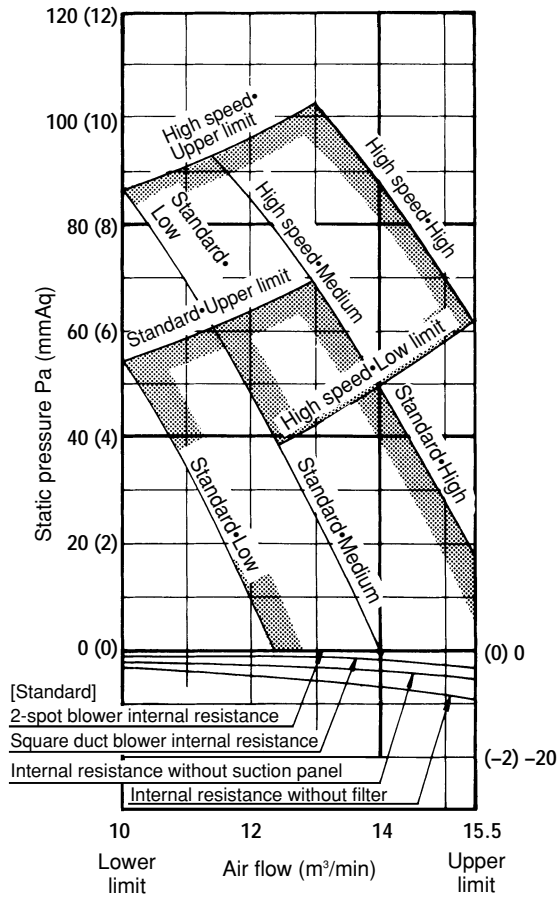 120 (12)
100 (10)
80 (8)
60 (6)
40 (4)
20 (2)
0 (0)
Static pressure Pa (mmAq)
High speed•
Upper limit
Standard•
Low
High speed•Medium
High speed•High
Standard•Upper limit
High speed•Low limit
Standard•Low
Standard•Medium
Standard•High
(0) 0
(−2) −20
[Standard]
2-spot blower internal resistance
Square duct blower internal resistance
Internal resistance without suction panel
Internal resistance without filter
10
12
14
15.5
Lower
limit
Air flow (m³/min)
Upper
limit